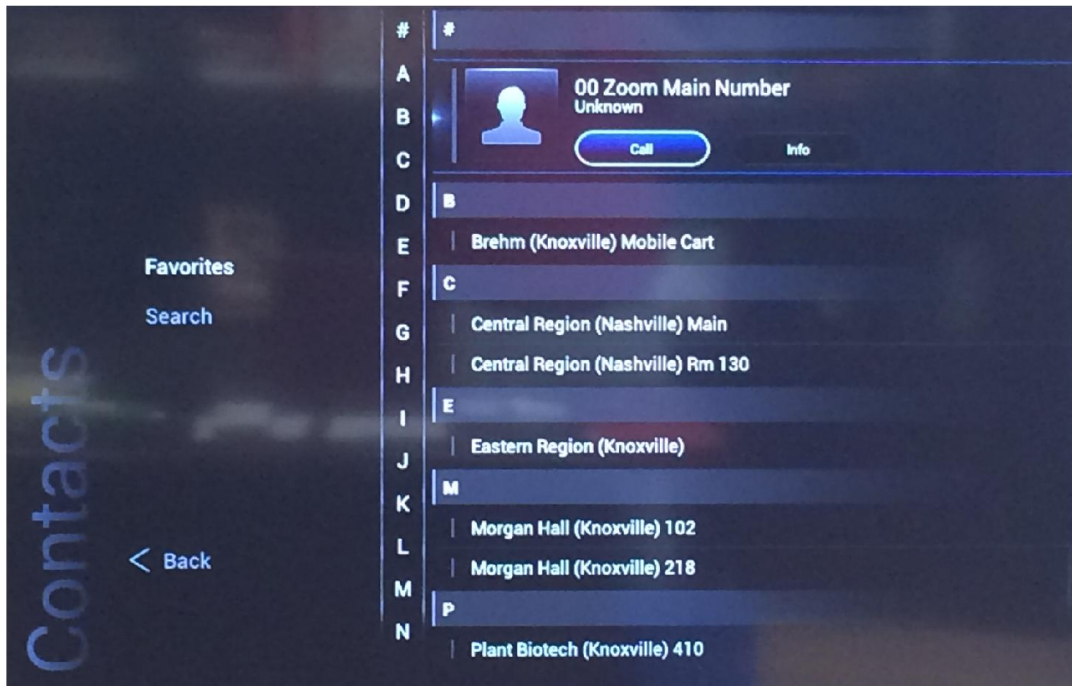 Contacts
Favorites
Search
< Back
#
A
B
C
D
E
F
G
H
I
J
K
L
M
N
#
00 Zoom Main Number
Unknown
Call
Info
B
Brehm (Knoxville) Mobile Cart
C
Central Region (Nashville) Main
Central Region (Nashville) Rm 130
E
Eastern Region (Knoxville)
M
Morgan Hall (Knoxville) 102
Morgan Hall (Knoxville) 218
P
Plant Biotech (Knoxville) 410